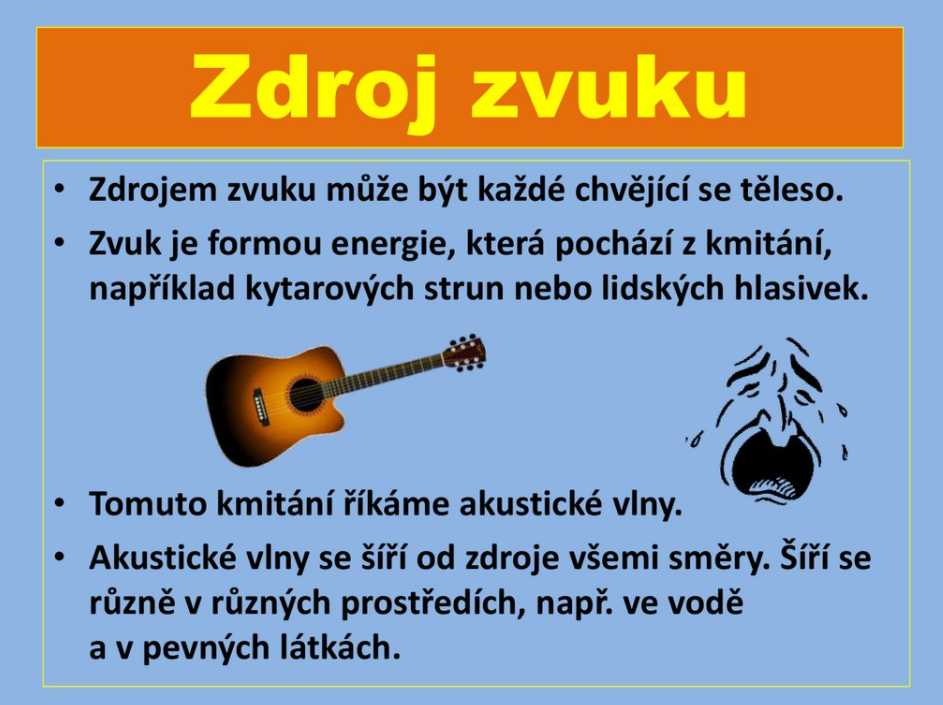 Zdroj zvuku
• Zdrojem zvuku může být každé chvějící se těleso.
• Zvuk je formou energie, která pochází z kmitání,
například kytarových strun nebo lidských hlasivek.
• Tomuto kmitání říkáme akustické vlny.
• Akustické vlny se šíří od zdroje všemi směry. Šíří se
různě v různých prostředích, např. ve vodě
a v pevných látkách.